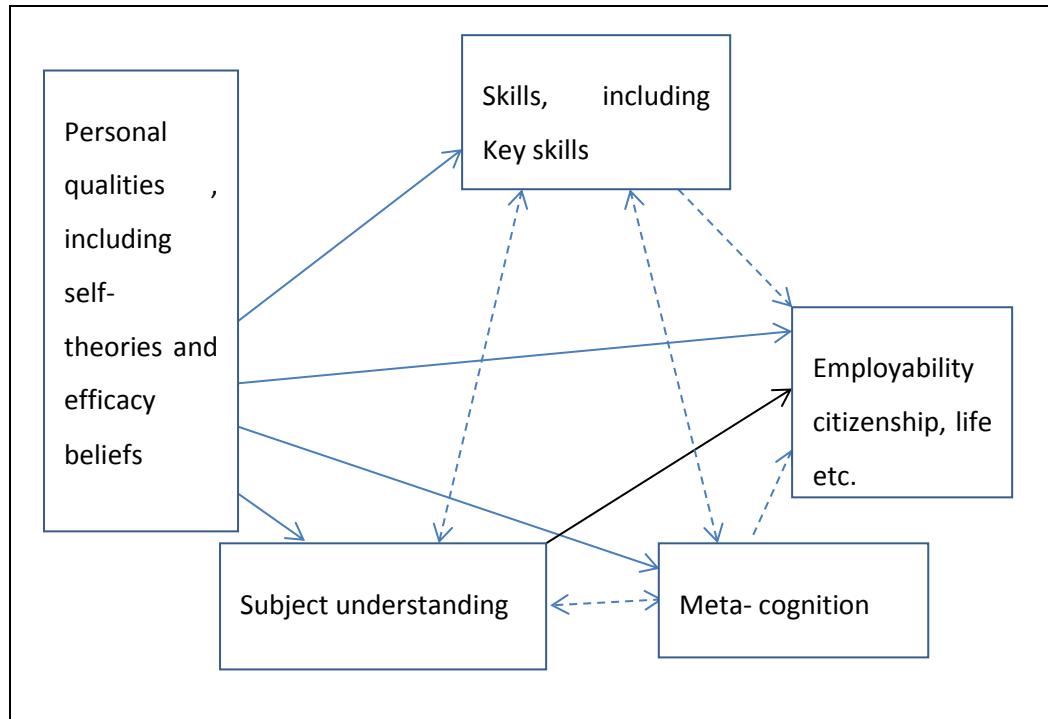 Personal
qualities ,
including
self-
theories and
efficacy
beliefs
Skills, including
Key skills
Employability
citizenship, life
etc.
Subject understanding
Meta- cognition